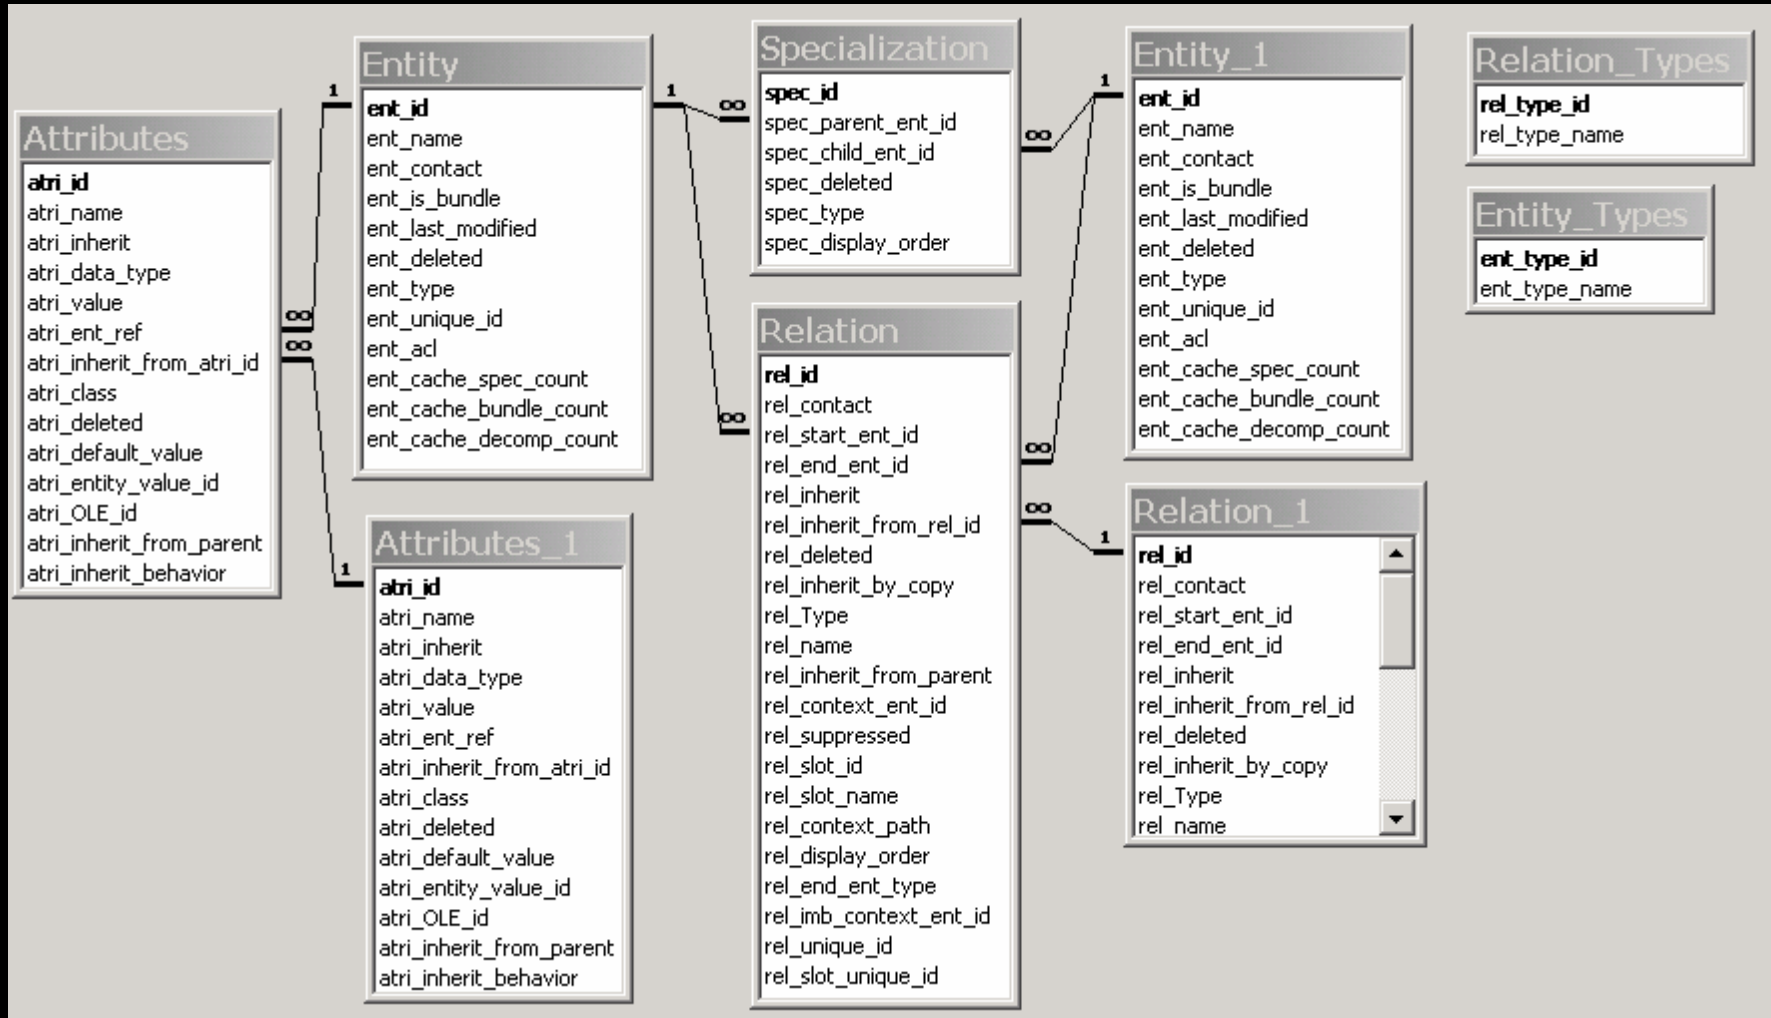 Attributes
atri_id
atri_name
atri_inherit
atri_data_type
atri_value
atri_ent_ref
atri_inherit_from_atri_id
atri_class
atri_deleted
atri_default_value
atri_entity_value_id
atri_OLE_id
atri_inherit_from_parent
atri_inherit_behavior
∞
∞
1
Entity
ent_id
ent_name
ent_contact
ent_is_bundle
ent_last_modified
ent_deleted
ent_type
ent_unique_id
ent_acl
ent_cache_spec_count
ent_cache_bundle_count
ent_cache_decomp_count
1
Attributes_1
atri_id
atri_name
atri_inherit
atri_data_type
atri_value
atri_ent_ref
atri_inherit_from_atri_id
atri_class
atri_deleted
atri_default_value
atri_entity_value_id
atri_OLE_id
atri_inherit_from_parent
atri_inherit_behavior
1
∞
∞
Specialization
spec_id
spec_parent_ent_id
spec_child_ent_id
spec_deleted
spec_type
spec_display_order
Relation
rel_id
rel_contact
rel_start_ent_id
rel_end_ent_id
rel_inherit
rel_inherit_from_rel_id
rel_deleted
rel_inherit_by_copy
rel_Type
rel_name
rel_inherit_from_parent
rel_context_ent_id
rel_suppressed
rel_slot_id
rel_slot_name
rel_context_path
rel_display_order
rel_end_ent_type
rel_imb_context_ent_id
rel_unique_id
rel_slot_unique_id
1
∞
∞
∞
1
Entity_1
ent_id
ent_name
ent_contact
ent_is_bundle
ent_last_modified
ent_deleted
ent_type
ent_unique_id
ent_acl
ent_cache_spec_count
ent_cache_bundle_count
ent_cache_decomp_count
Relation_1
rel_id
rel_contact
rel_start_ent_id
rel_end_ent_id
rel_inherit
rel_inherit_from_rel_id
rel_deleted
rel_inherit_by_copy
rel_Type
rel_name
Relation_Types
rel_type_id
rel_type_name
Entity_Types
ent_type_id
ent_type_name